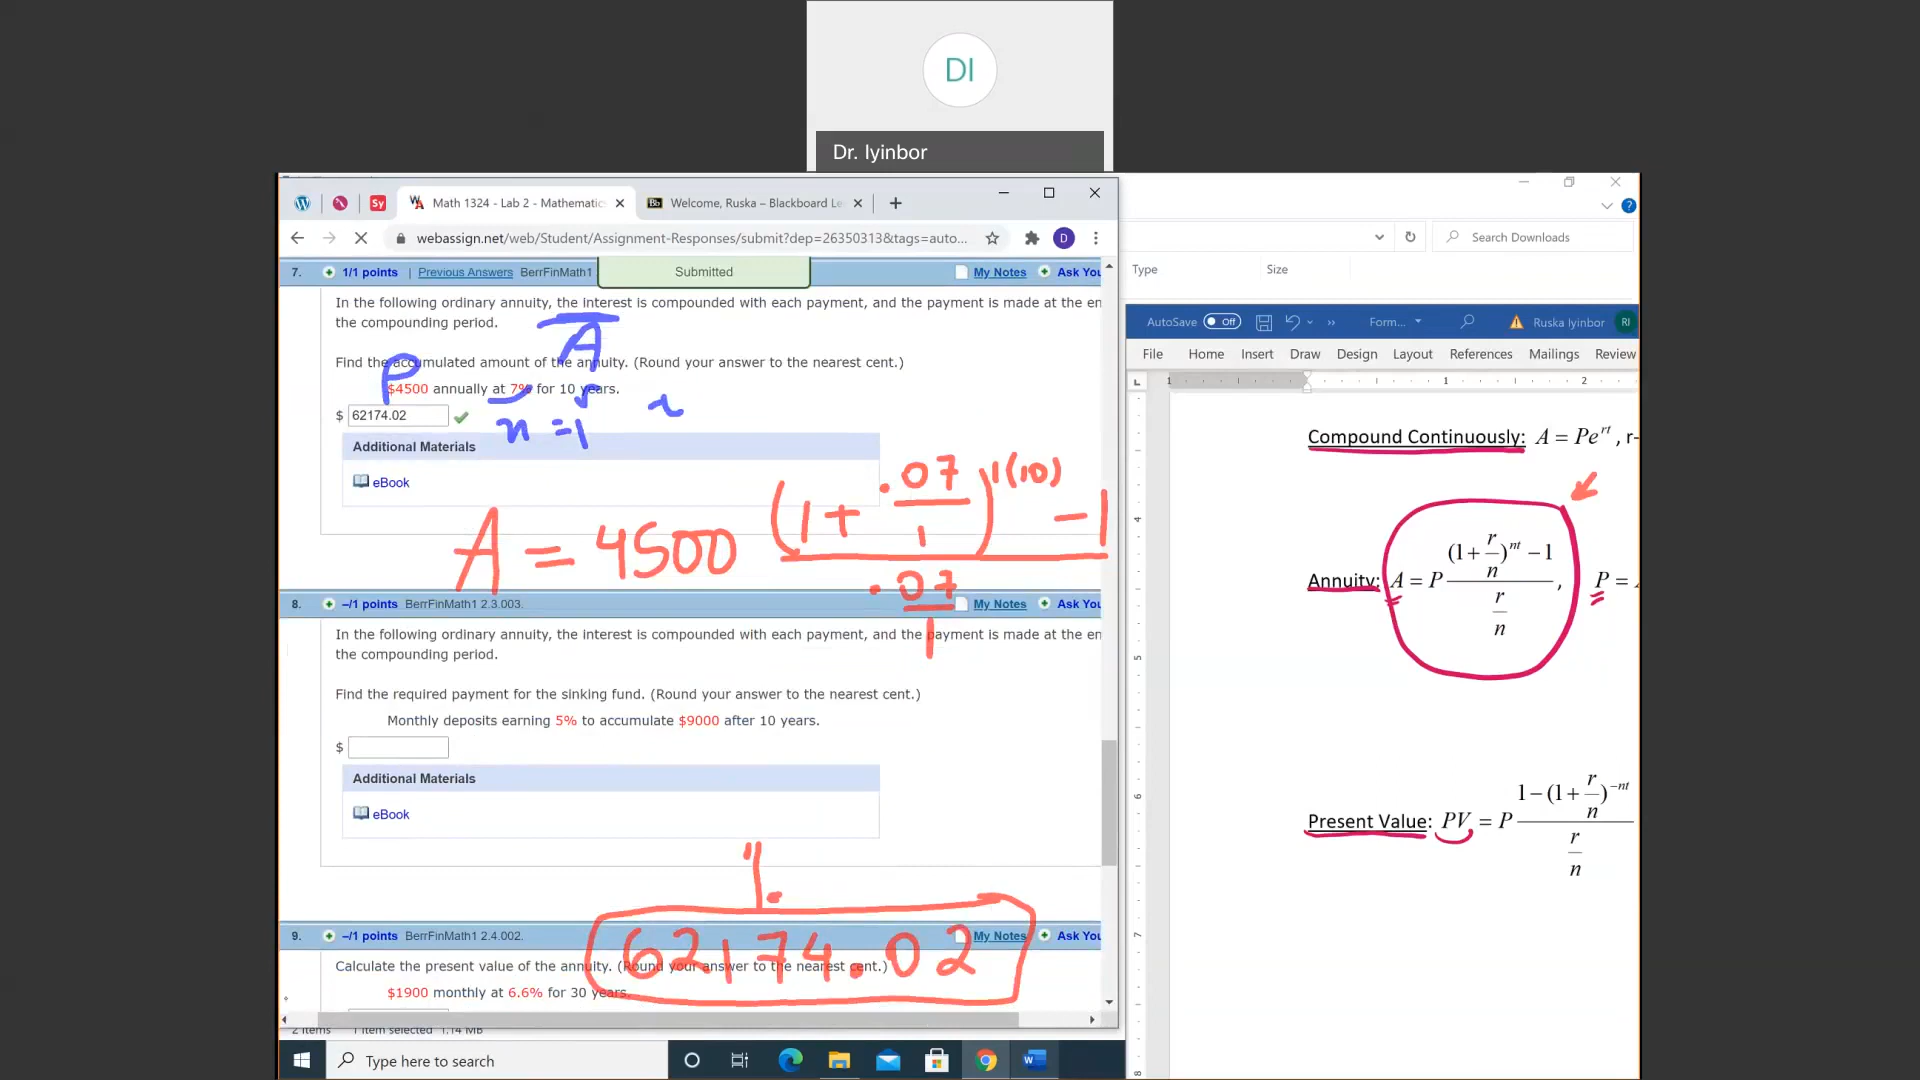 DI
Dr. Iyinbor
Math 1324 - Lab 2 - Mathematic
Welcome, Ruska – Blackboard Le
webassign.net/web/Student/Assignment-Responses/submit?dep=26350313&tags=auto...
D
Search Downloads
Type Size
7. 1/1 points | Previous Answers BerrFinMath1
Submitted
My Notes Ask You
In the following ordinary annuity, the interest is compounded with each payment, and the payment is made at the en
the compounding period.
A
Find the accumulated amount of the annuity. (Round your answer to the nearest cent.)
P
$4500 annually at 7% for 10 years.
$ 62174.02
n = 1
Additional Materials
eBook
A = 4500 (1 + .07/1)^1(10) - 1
.07/1
8. –/1 points BerrFinMath1 2.3.003.
My Notes Ask You
In the following ordinary annuity, the interest is compounded with each payment, and the payment is made at the en
the compounding period.
Find the required payment for the sinking fund. (Round your answer to the nearest cent.)
Monthly deposits earning 5% to accumulate $9000 after 10 years.
$
Additional Materials
eBook
9. –/1 points BerrFinMath1 2.4.002.
My Notes Ask You
62174.02
Calculate the present value of the annuity. (Round your answer to the nearest cent.)
$1900 monthly at 6.6% for 30 years.
2 items 1 item selected 1.14 MB
Type here to search
AutoSave Off Form... Ruska Iyinbor RI
File Home Insert Draw Design Layout References Mailings Review
1 1 2
Compound Continuously: A = Pe^rt , r-
Annuity: A = P ((1 + r/n)^nt − 1)/(r/n) , P =
Present Value: PV = P (1 − (1 + r/n)^−nt)/(r/n)
4
5
6
7
8